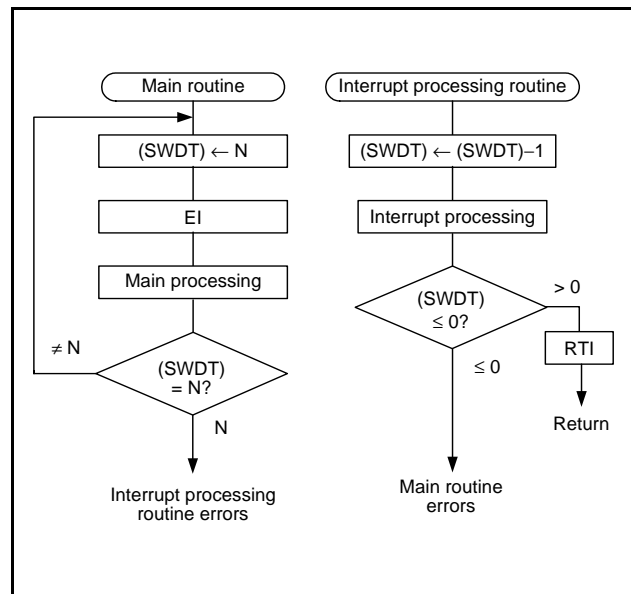 Main routine
(SWDT) ← N
EI
Main processing
(SWDT)
= N?
≠ N
N
Interrupt processing
routine errors
Interrupt processing routine
(SWDT) ← (SWDT)−1
Interrupt processing
(SWDT)
≤ 0?
> 0
RTI
Return
≤ 0
Main routine
errors